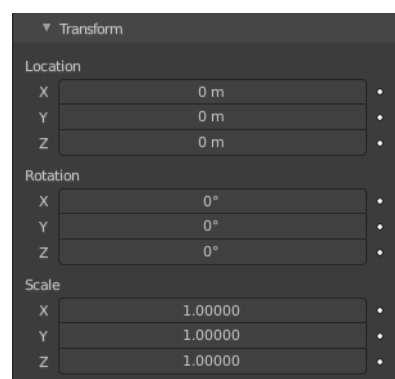 Transform
Location
X 0 m
Y 0 m
Z 0 m
Rotation
X 0°
Y 0°
Z 0°
Scale
X 1.00000
Y 1.00000
Z 1.00000